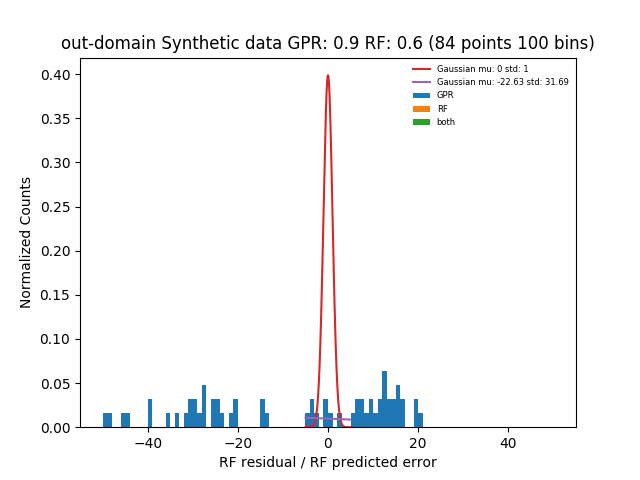 out-domain Synthetic data GPR: 0.9 RF: 0.6 (84 points 100 bins)
Gaussian mu: 0 std: 1
Gaussian mu: -22.63 std: 31.69
GPR
RF
both
Normalized Counts
0.40
0.35
0.30
0.25
0.20
0.15
0.10
0.05
0.00
−40
−20
0
20
40
RF residual / RF predicted error